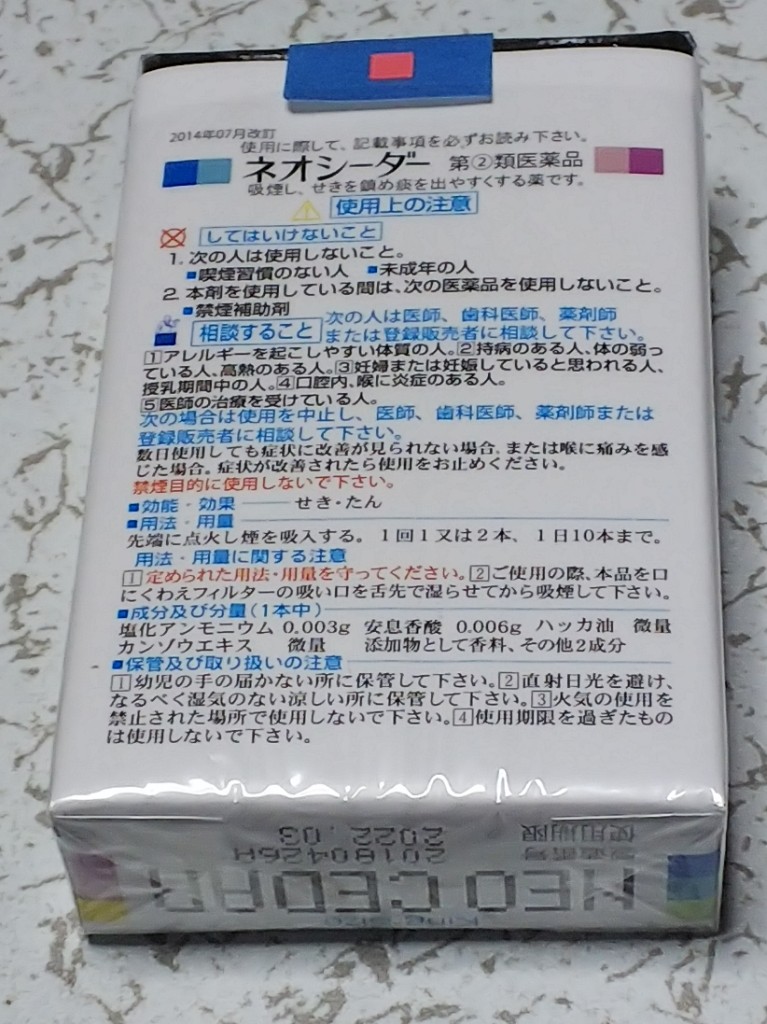 2014年07月改訂
使用に際して、記載事項を必ずお読み下さい。
ネオシーダー 第②類医薬品
吸煙し、せきを鎮め痰を出やすくする薬です。
使用上の注意
してはいけないこと
1. 次の人は使用しないこと。
■喫煙習慣のない人 ■未成年の人
2. 本剤を使用している間は、次の医薬品を使用しないこと。
■禁煙補助剤
相談すること 次の人は医師、歯科医師、薬剤師
または登録販売者に相談して下さい。
1アレルギーを起こしやすい体質の人。2持病のある人、体の弱っ
ている人、高熱のある人。3妊婦または妊娠していると思われる人、
授乳期間中の人。4口腔内、喉に炎症のある人。
5医師の治療を受けている人。
次の場合は使用を中止し、医師、歯科医師、薬剤師または
登録販売者に相談して下さい。
数日使用しても症状に改善が見られない場合、または喉に痛みを感
じた場合。症状が改善されたら使用をお止めください。
禁煙目的に使用しないで下さい。
■効能・効果 せき・たん
■用法・用量
先端に点火し煙を吸入する。1回1又は2本、1日10本まで。
用法・用量に関する注意
1定められた用法・用量を守ってください。2ご使用の際、本品を口
にくわえフィルターの吸い口を舌先で湿らせてから吸煙して下さい。
■成分及び分量(1本中)
塩化アンモニウム 0.003g 安息香酸 0.006g ハッカ油 微量
カンゾウエキス 微量 添加物として香料、その他2成分
■保管及び取り扱いの注意
1幼児の手の届かない所に保管して下さい。2直射日光を避け、
なるべく湿気のない涼しい所に保管して下さい。3火気の使用を
禁止された場所で使用しないで下さい。4使用期限を過ぎたもの
は使用しないで下さい。
使用期限 2022.03
製造番号 20180426A
NEO CEDAR
KING-SIZE